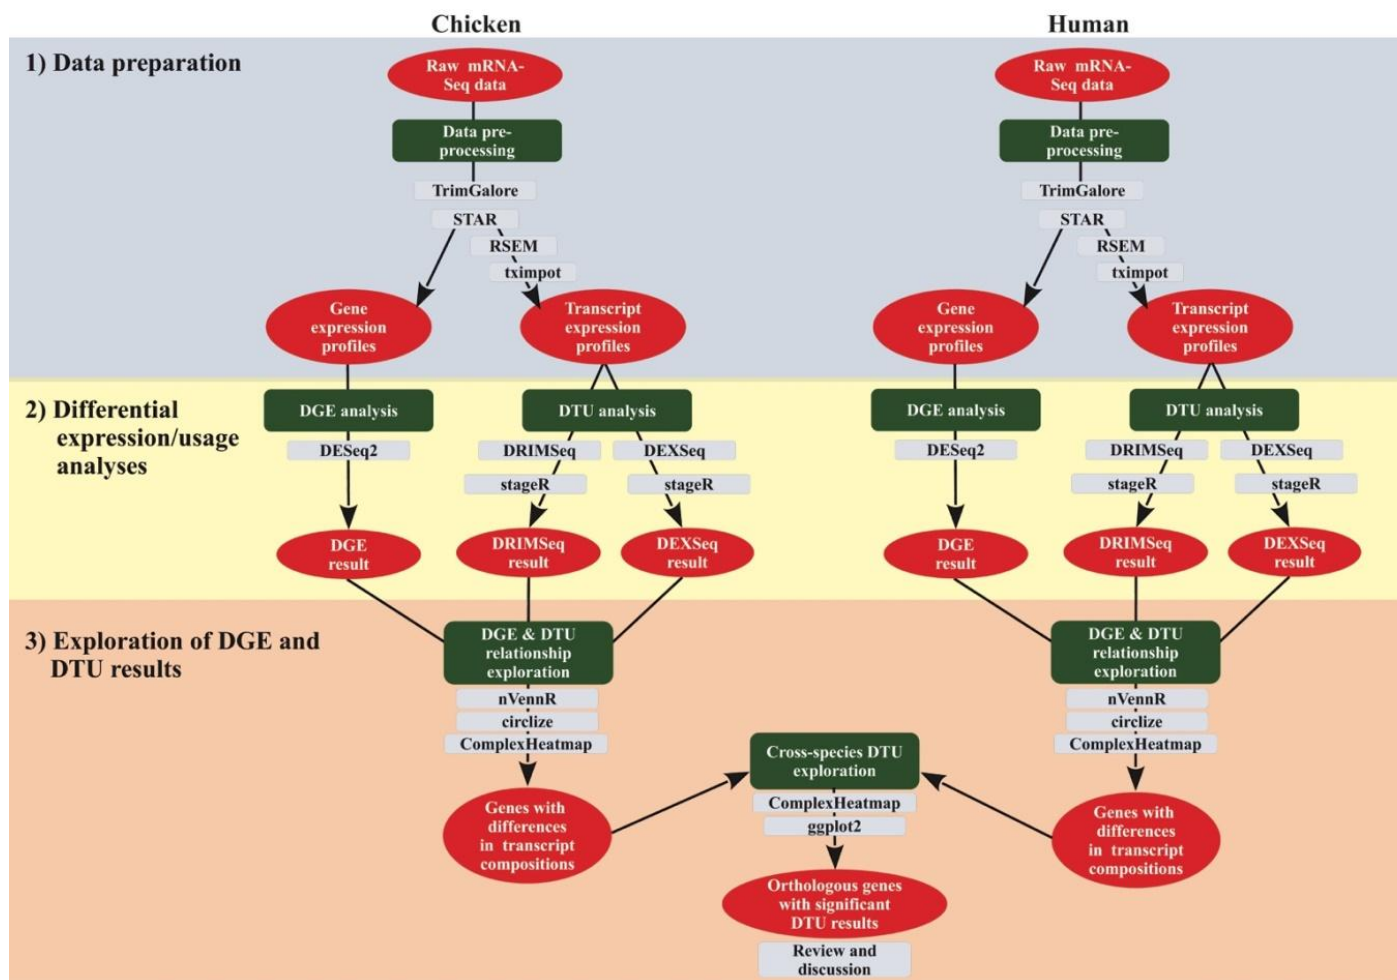 Chicken
Human
1) Data preparation
Raw mRNA-
Seq data
Raw mRNA-
Seq data
Data pre-
processing
Data pre-
processing
TrimGalore
TrimGalore
STAR
STAR
RSEM
RSEM
tximpot
tximpot
Gene
expression
profiles
Transcript
expression
profiles
Gene
expression
profiles
Transcript
expression
profiles
2) Differential
expression/usage
analyses
DGE analysis
DTU analysis
DGE analysis
DTU analysis
DESeq2
DRIMSeq
DEXSeq
DESeq2
DRIMSeq
DEXSeq
stageR
stageR
stageR
stageR
DGE
result
DRIMSeq
result
DEXSeq
result
DGE
result
DRIMSeq
result
DEXSeq
result
3) Exploration of DGE and
DTU results
DGE & DTU
relationship
exploration
DGE & DTU
relationship
exploration
nVennR
nVennR
circlize
circlize
ComplexHeatmap
ComplexHeatmap
Cross-species DTU
exploration
ComplexHeatmap
ggplot2
Genes with
differences
in transcript
compositions
Genes with
differences
in transcript
compositions
Orthologous genes
with significant
DTU results
Review and
discussion